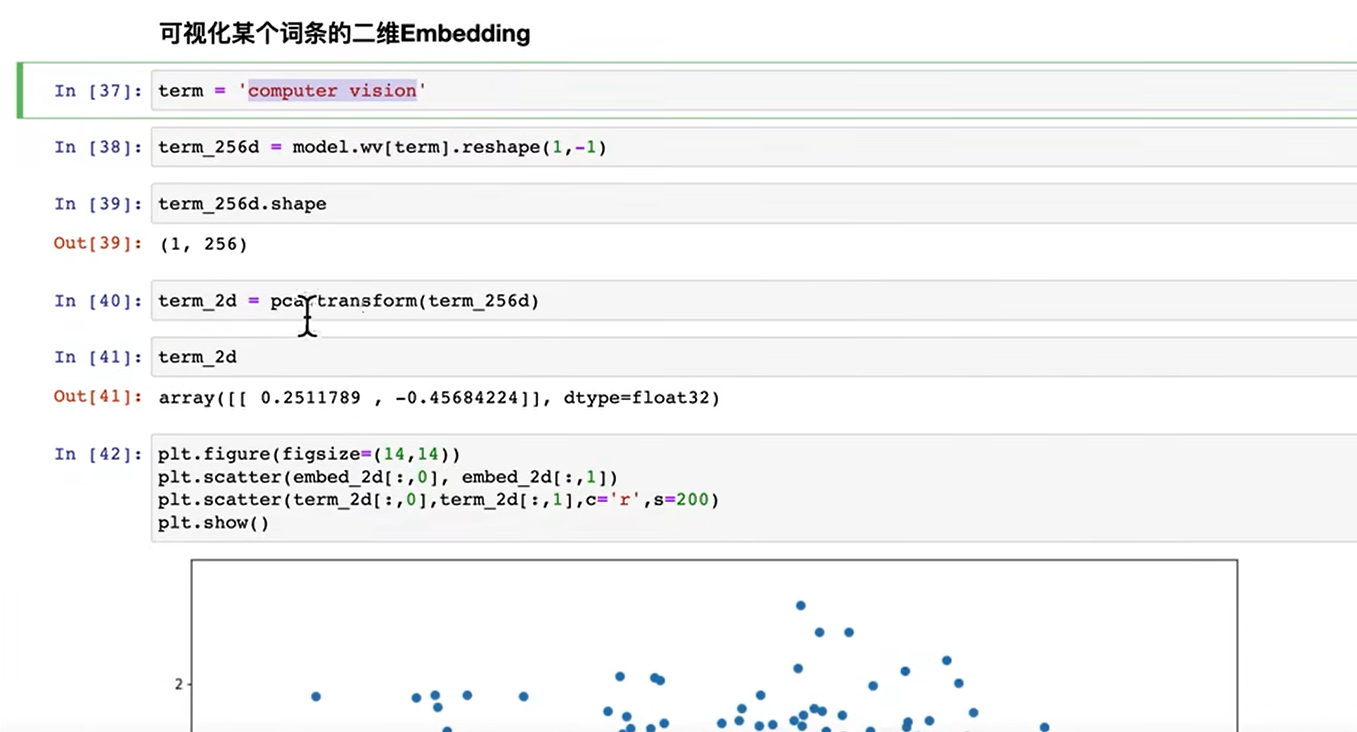 可视化某个词条的二维Embedding
In [37]: term = 'computer vision'
In [38]: term_256d = model.wv[term].reshape(1,-1)
In [39]: term_256d.shape
Out[39]: (1, 256)
In [40]: term_2d = pca.transform(term_256d)
In [41]: term_2d
Out[41]: array([[ 0.2511789 , -0.45684224]], dtype=float32)
In [42]: plt.figure(figsize=(14,14))
plt.scatter(embed_2d[:,0], embed_2d[:,1])
plt.scatter(term_2d[:,0],term_2d[:,1],c='r',s=200)
plt.show()
2